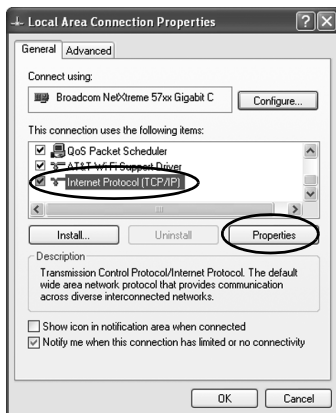 Local Area Connection Properties
General Advanced
Connect using:
Broadcom NetXtreme 57xx Gigabit C
Configure...
This connection uses the following items:
QoS Packet Scheduler
AT&T Wi-Fi Support Driver
Internet Protocol (TCP/IP)
Install... Uninstall Properties
Description
Transmission Control Protocol/Internet Protocol. The default
wide area network protocol that provides communication
across diverse interconnected networks.
Show icon in notification area when connected
Notify me when this connection has limited or no connectivity
OK Cancel